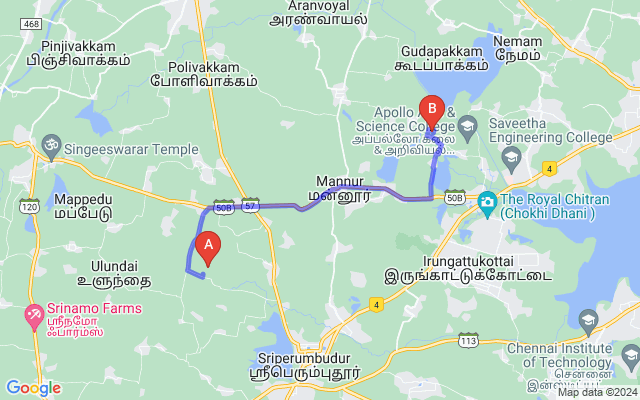 468
Aranvoyal
அரண்வாயல்
Pinjivakkam
பிஞ்சிவாக்கம்
Polivakkam
போளிவாக்கம்
Gudapakkam
கூடப்பாக்கம்
Nemam
நேமம்
B
Apollo Arts &
Science College
அப்பல்லோ கலை
& அறிவியல்...
Saveetha
Engineering College
Singeeswarar Temple
4
Mappedu
மப்பேடு
120
50B
57
Mannur
மண்ணூர்
50B
The Royal Chitran
(Chokhi Dhani )
A
Ulundai
உளுந்தை
Irungattukottai
இருங்காட்டுக்கோட்டை
Srinamo Farms
ஸ்ரீநமோ
ஃபார்ம்ஸ்
4
113
Sriperumbudur
ஸ்ரீபெரும்புதூர்
Chennai Institute
of Technology
சென்னை
Google
Map data ©2024